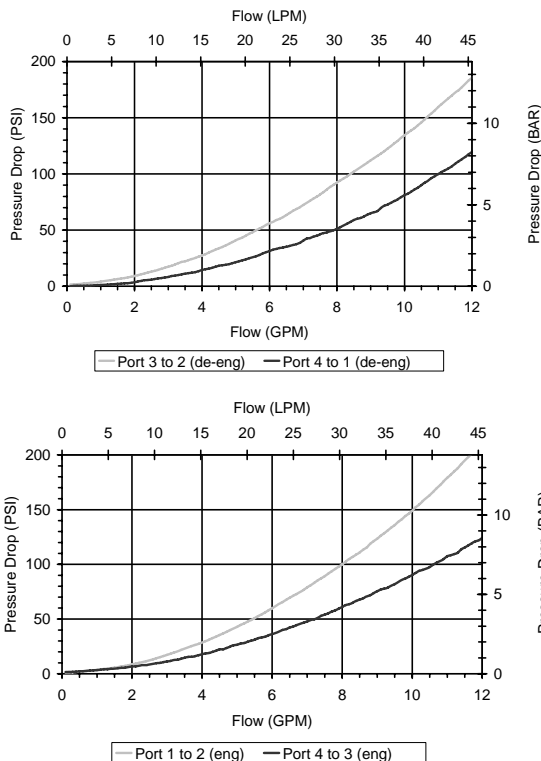 Flow (LPM)
0 5 10 15 20 25 30 35 40 45
200
150
100
50
0
Pressure Drop (PSI)
10
5
0
Pressure Drop (BAR)
0 2 4 6 8 10 12
Flow (GPM)
Port 3 to 2 (de-eng) Port 4 to 1 (de-eng)
Flow (LPM)
0 5 10 15 20 25 30 35 40 45
200
150
100
50
0
Pressure Drop (PSI)
10
5
0
Pressure Drop (BAR)
0 2 4 6 8 10 12
Flow (GPM)
Port 1 to 2 (eng) Port 4 to 3 (eng)